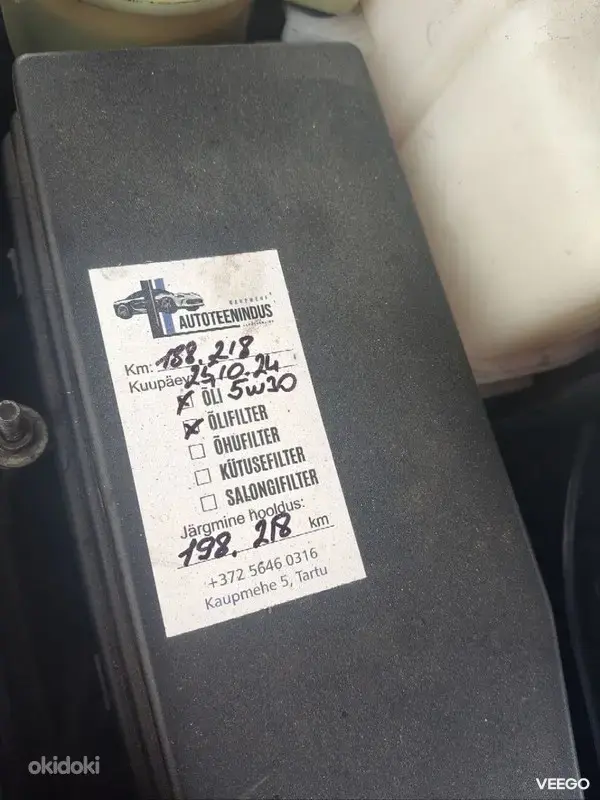 AUTOTEENINDUS
Km: 188.218
Kuupäev 25.10.24
ÕLI 5w30
ÕLIFILTER
ÕHUFILTER
KÜTUSEFILTER
SALONGIFILTER
Järgmine hooldus:
198.218 km
+372 5646 0316
Kaupmehe 5, Tartu
okidoki
VEEGO